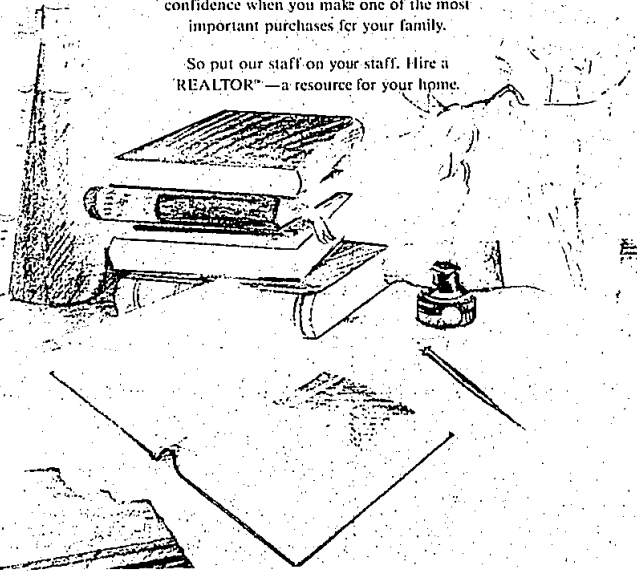 confidence when you make one of the most
important purchases for your family.
So put our staff on your staff. Hire a
REALTOR™—a resource for your home.